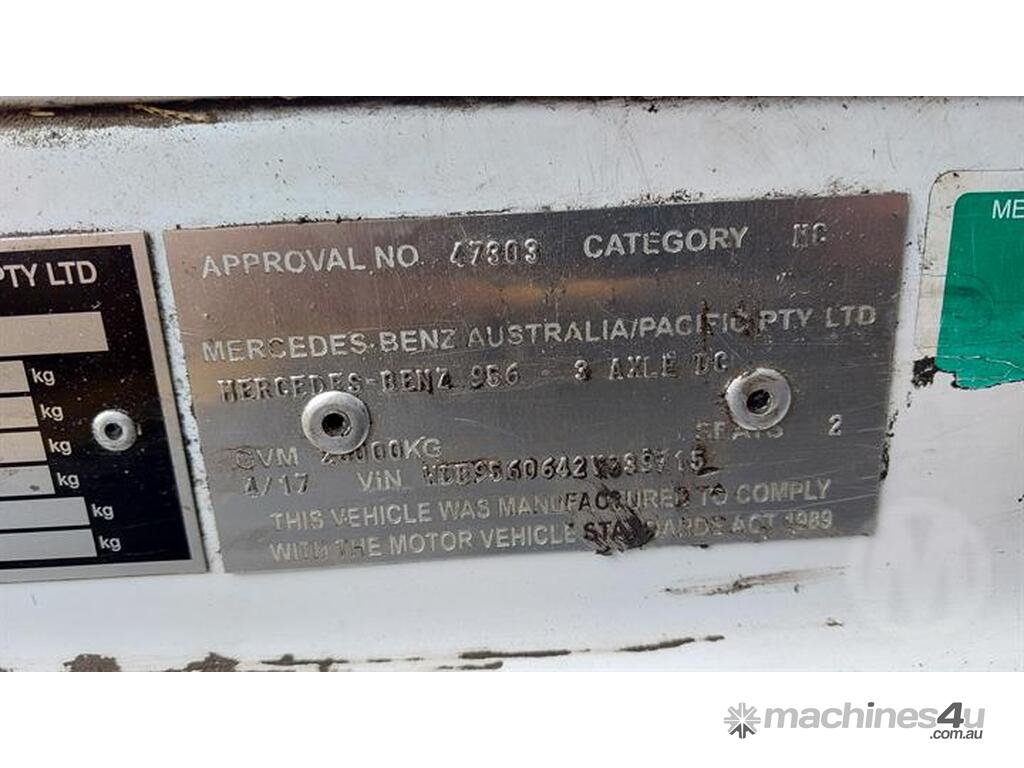 PTY LTD
kg
kg
kg
kg
kg
APPROVAL NO. 47303 CATEGORY NC
MERCEDES-BENZ AUSTRALIA/PACIFIC PTY LTD
MERCEDES-BENZ 956 - 3 AXLE DC
GVM KG SEATS 2
4/17 VIN
THIS VEHICLE WAS MANUFACTURED TO COMPLY
WITH THE MOTOR VEHICLE STANDARDS ACT 1989
ME
M
machines4u
.com.au